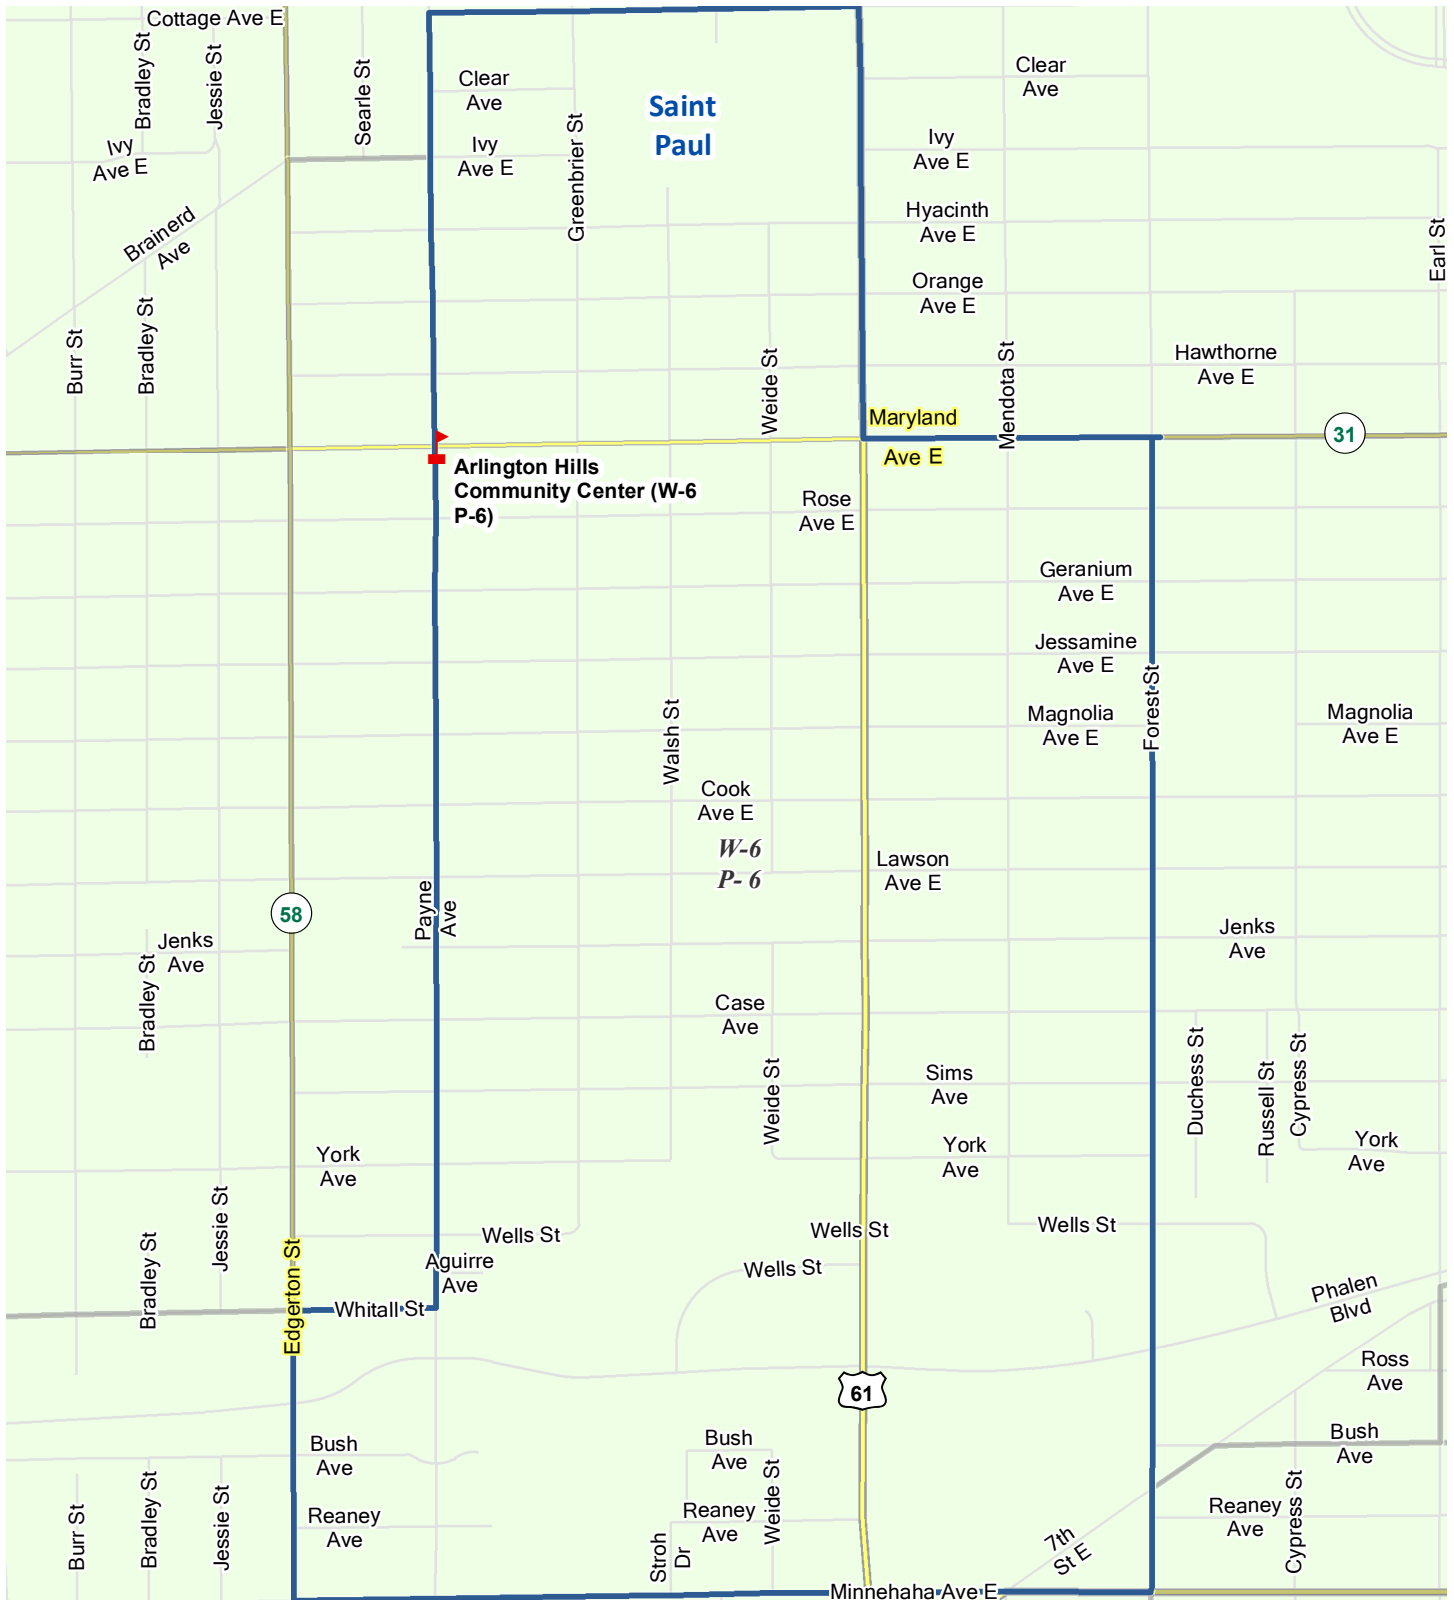 Cottage Ave E
Bradley St
Jessie St
Searle St
Clear
Ave
Saint
Paul
Clear
Ave
Ivy
Ave E
Ivy
Ave E
Greenbrier St
Ivy
Ave E
Brainerd
Ave
Hyacinth
Ave E
Earl St
Orange
Ave E
Burr St
Bradley St
Weide St
Mendota St
Hawthorne
Ave E
Maryland
Ave E
31
Arlington Hills
Community Center (W-6
P-6)
Rose
Ave E
Geranium
Ave E
Jessamine
Ave E
Forest St
Walsh St
Magnolia
Ave E
Magnolia
Ave E
Cook
Ave E
W-6
P-6
Lawson
Ave E
58
Payne
Ave
Jenks
Ave
Bradley St
Jenks
Ave
Case
Ave
Weide St
Sims
Ave
Duchess St
Russell St
Cypress St
York
Ave
York
Ave
York
Ave
Jessie St
Bradley St
Edgerton St
Wells St
Wells St
Wells St
Wells St
Aguirre
Ave
Whitall St
Phalen
Blvd
Ross
Ave
61
Bush
Ave
Bush
Ave
Bush
Ave
Burr St
Bradley St
Jessie St
Reaney
Ave
Stroh
Dr
Reaney
Ave
Weide St
7th
St E
Reaney
Ave
Cypress St
Minnehaha Ave E